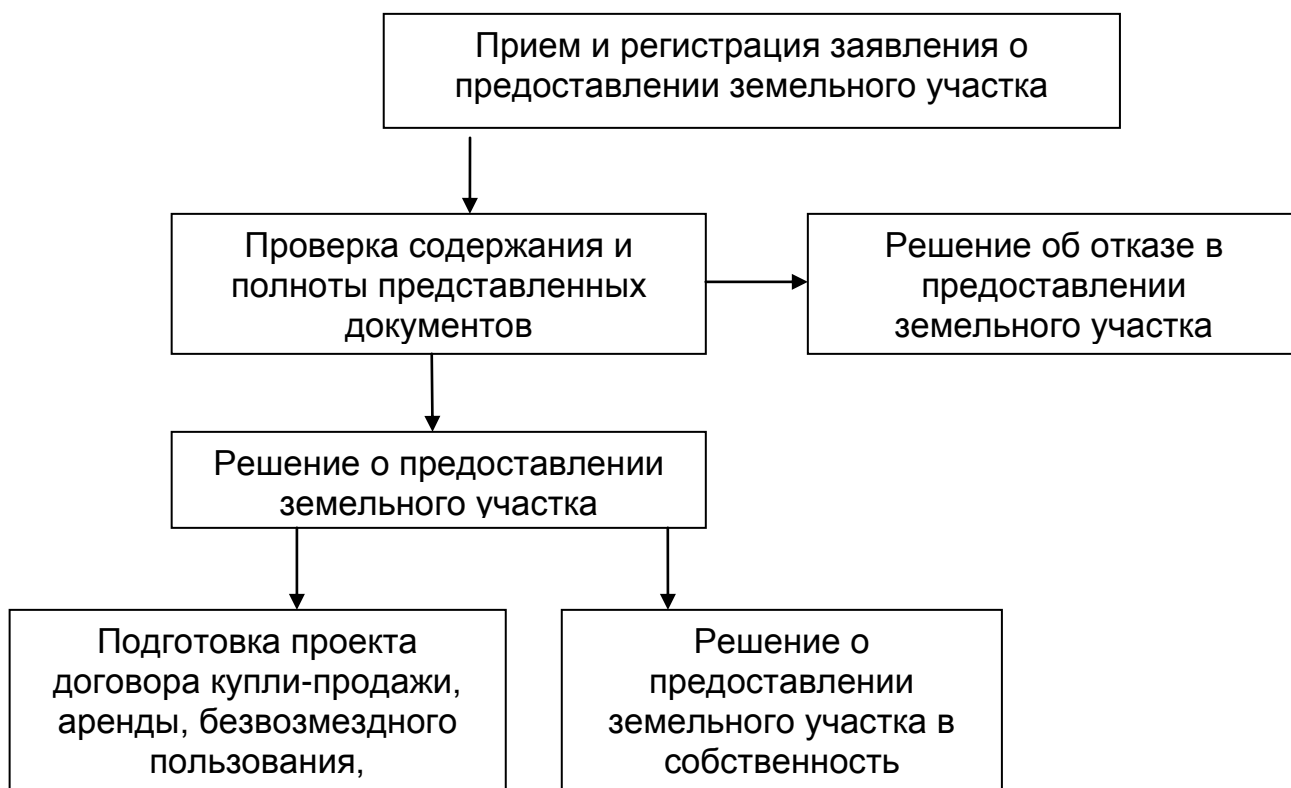 Прием и регистрация заявления о
предоставлении земельного участка
Проверка содержания и
полноты представленных
документов
Решение об отказе в
предоставлении
земельного участка
Решение о предоставлении
земельного участка
Подготовка проекта
договора купли-продажи,
аренды, безвозмездного
пользования,
Решение о
предоставлении
земельного участка в
собственность